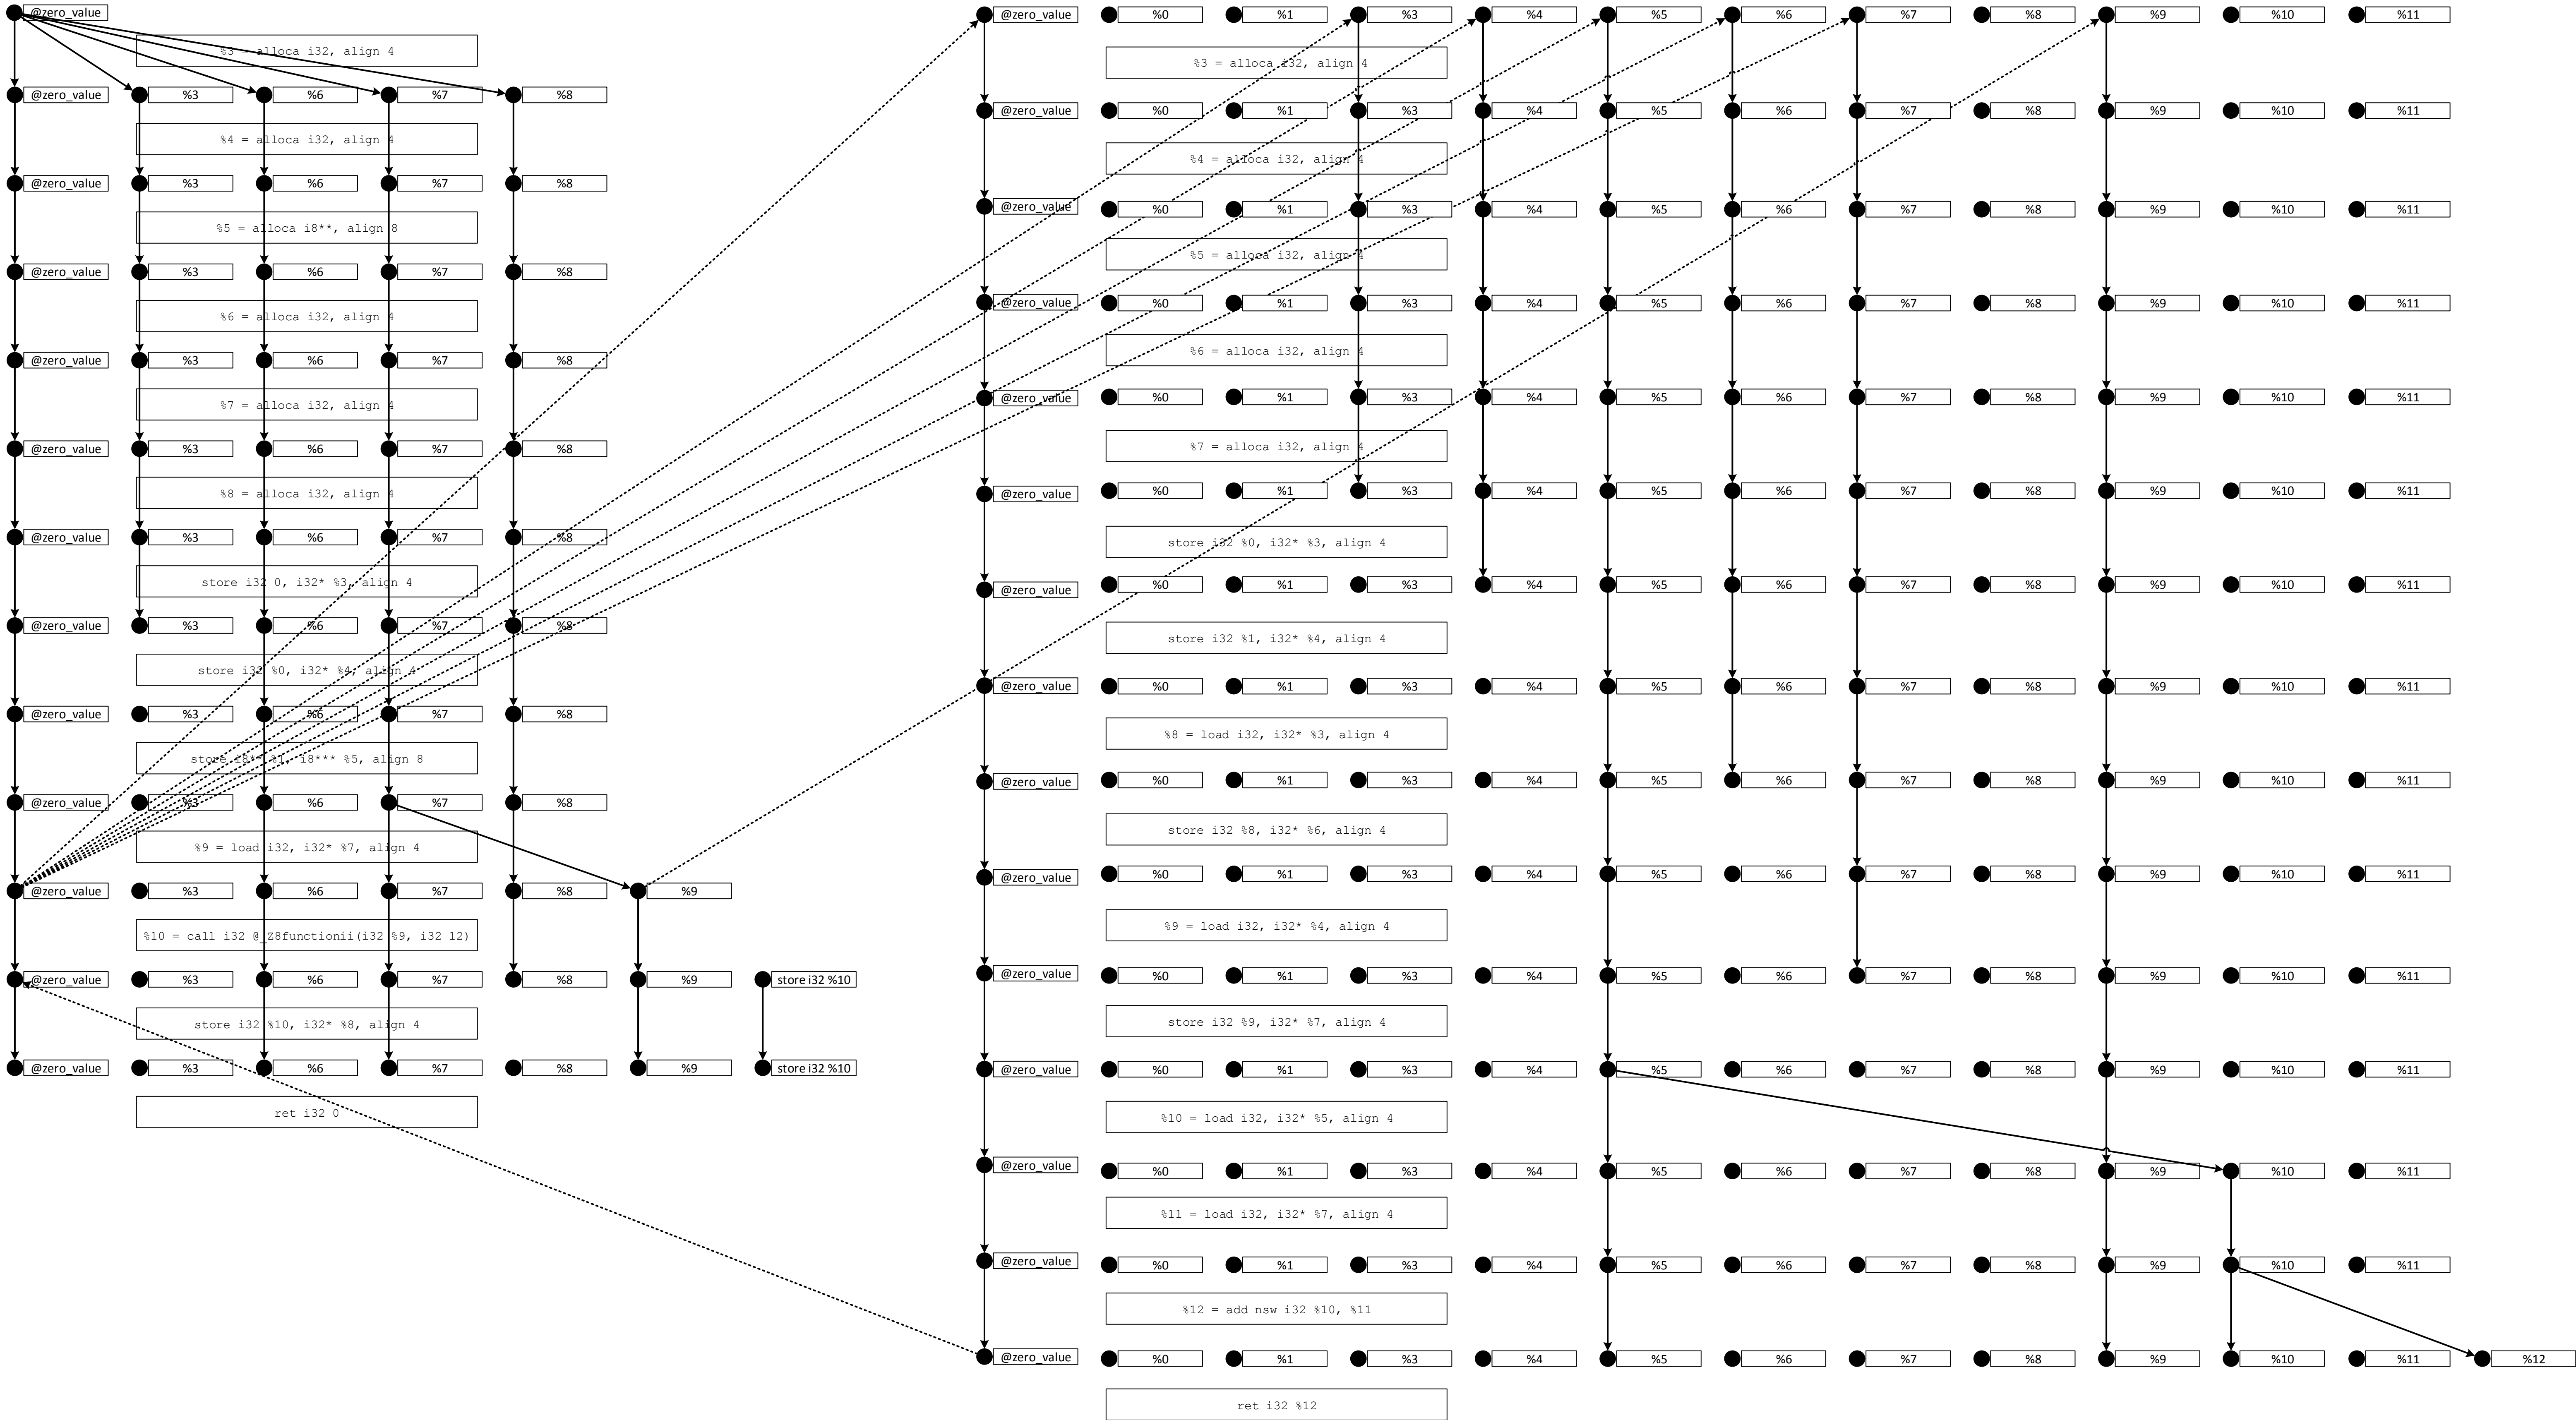 @zero_value
%3 = alloca i32, align 4
@zero_value %3 %6 %7 %8
%4 = alloca i32, align 4
@zero_value %3 %6 %7 %8
%5 = alloca i8**, align 8
@zero_value %3 %6 %7 %8
%6 = alloca i32, align 4
@zero_value %3 %6 %7 %8
%7 = alloca i32, align 4
@zero_value %3 %6 %7 %8
%8 = alloca i32, align 4
@zero_value %3 %6 %7 %8
store i32 0, i32* %3, align 4
@zero_value %3 %6 %7 %8
store i32 %0, i32* %4, align 4
@zero_value %3 %6 %7 %8
store i8** %1, i8*** %5, align 8
@zero_value %3 %6 %7 %8
%9 = load i32, i32* %7, align 4
@zero_value %3 %6 %7 %8 %9
%10 = call i32 @_Z8functionii(i32 %9, i32 12)
@zero_value %3 %6 %7 %8 %9 store i32 %10
store i32 %10, i32* %8, align 4
@zero_value %3 %6 %7 %8 %9 store i32 %10
ret i32 0
@zero_value %0 %1 %3 %4 %5 %6 %7 %8 %9 %10 %11
%3 = alloca i32, align 4
@zero_value %0 %1 %3 %4 %5 %6 %7 %8 %9 %10 %11
%4 = alloca i32, align 4
@zero_value %0 %1 %3 %4 %5 %6 %7 %8 %9 %10 %11
%5 = alloca i32, align 4
@zero_value %0 %1 %3 %4 %5 %6 %7 %8 %9 %10 %11
%6 = alloca i32, align 4
@zero_value %0 %1 %3 %4 %5 %6 %7 %8 %9 %10 %11
%7 = alloca i32, align 4
@zero_value %0 %1 %3 %4 %5 %6 %7 %8 %9 %10 %11
store i32 %0, i32* %3, align 4
@zero_value %0 %1 %3 %4 %5 %6 %7 %8 %9 %10 %11
store i32 %1, i32* %4, align 4
@zero_value %0 %1 %3 %4 %5 %6 %7 %8 %9 %10 %11
%8 = load i32, i32* %3, align 4
@zero_value %0 %1 %3 %4 %5 %6 %7 %8 %9 %10 %11
store i32 %8, i32* %6, align 4
@zero_value %0 %1 %3 %4 %5 %6 %7 %8 %9 %10 %11
%9 = load i32, i32* %4, align 4
@zero_value %0 %1 %3 %4 %5 %6 %7 %8 %9 %10 %11
store i32 %9, i32* %7, align 4
@zero_value %0 %1 %3 %4 %5 %6 %7 %8 %9 %10 %11
%10 = load i32, i32* %5, align 4
@zero_value %0 %1 %3 %4 %5 %6 %7 %8 %9 %10 %11
%11 = load i32, i32* %7, align 4
@zero_value %0 %1 %3 %4 %5 %6 %7 %8 %9 %10 %11
%12 = add nsw i32 %10, %11
@zero_value %0 %1 %3 %4 %5 %6 %7 %8 %9 %10 %11 %12
ret i32 %12